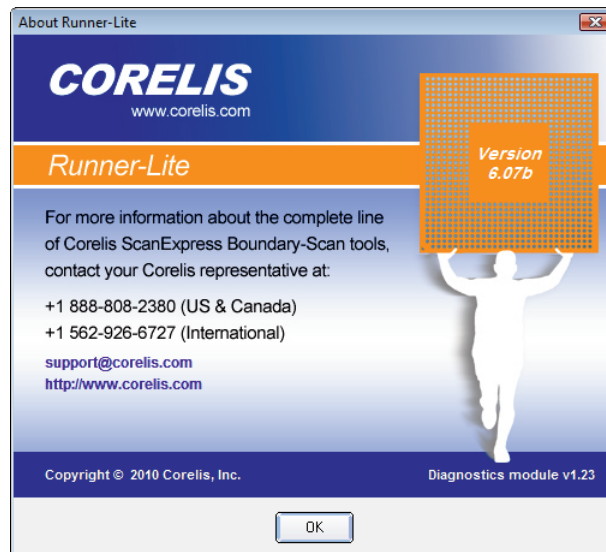 About Runner-Lite
CORELIS
www.corelis.com
Runner-Lite
Version
6.07b
For more information about the complete line
of Corelis ScanExpress Boundary-Scan tools,
contact your Corelis representative at:
+1 888-808-2380 (US & Canada)
+1 562-926-6727 (International)
support@corelis.com
http://www.corelis.com
Copyright © 2010 Corelis, Inc.
Diagnostics module v1.23
OK